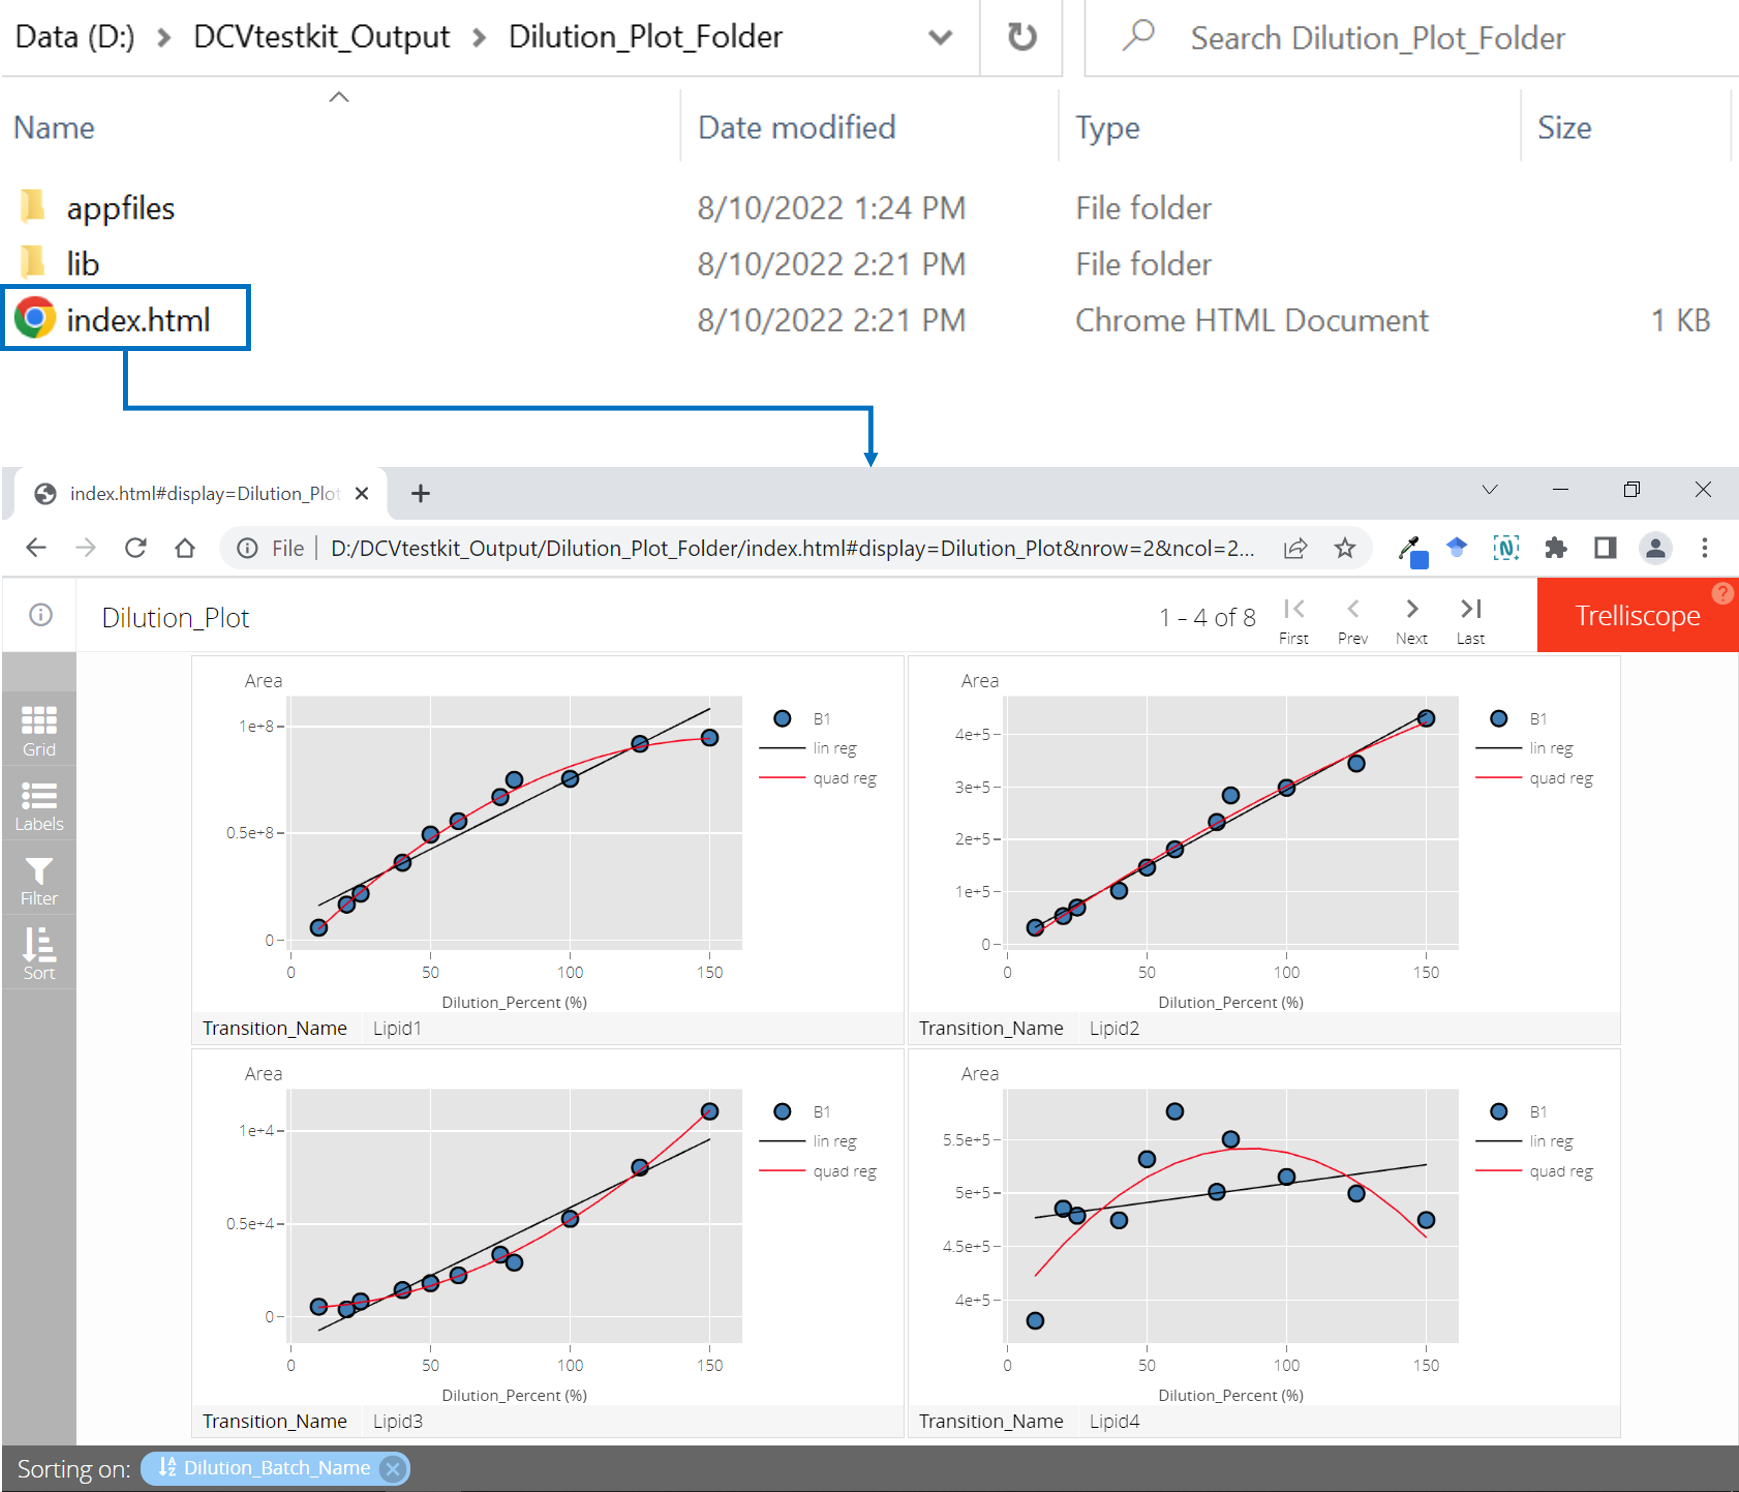 Data (D:) > DCVtestkit_Output > Dilution_Plot_Folder
Search Dilution_Plot_Folder
Name Date modified Type Size
appfiles 8/10/2022 1:24 PM File folder
lib 8/10/2022 2:21 PM File folder
index.html 8/10/2022 2:21 PM Chrome HTML Document 1 KB
index.html#display=Dilution_Plot
File D:/DCVtestkit_Output/Dilution_Plot_Folder/index.html#display=Dilution_Plot&nrow=2&ncol=2...
Dilution_Plot
1 - 4 of 8
First Prev Next Last
Trelliscope
?
Grid
Labels
Filter
Sort
Area
1e+8
0.5e+8
0
0 50 100 150
Dilution_Percent (%)
B1
lin reg
quad reg
Transition_Name Lipid1
Area
4e+5
3e+5
2e+5
1e+5
0
0 50 100 150
Dilution_Percent (%)
B1
lin reg
quad reg
Transition_Name Lipid2
Area
1e+4
0.5e+4
0
0 50 100 150
Dilution_Percent (%)
B1
lin reg
quad reg
Transition_Name Lipid3
Area
5.5e+5
5e+5
4.5e+5
4e+5
0 50 100 150
Dilution_Percent (%)
B1
lin reg
quad reg
Transition_Name Lipid4
Sorting on: Dilution_Batch_Name